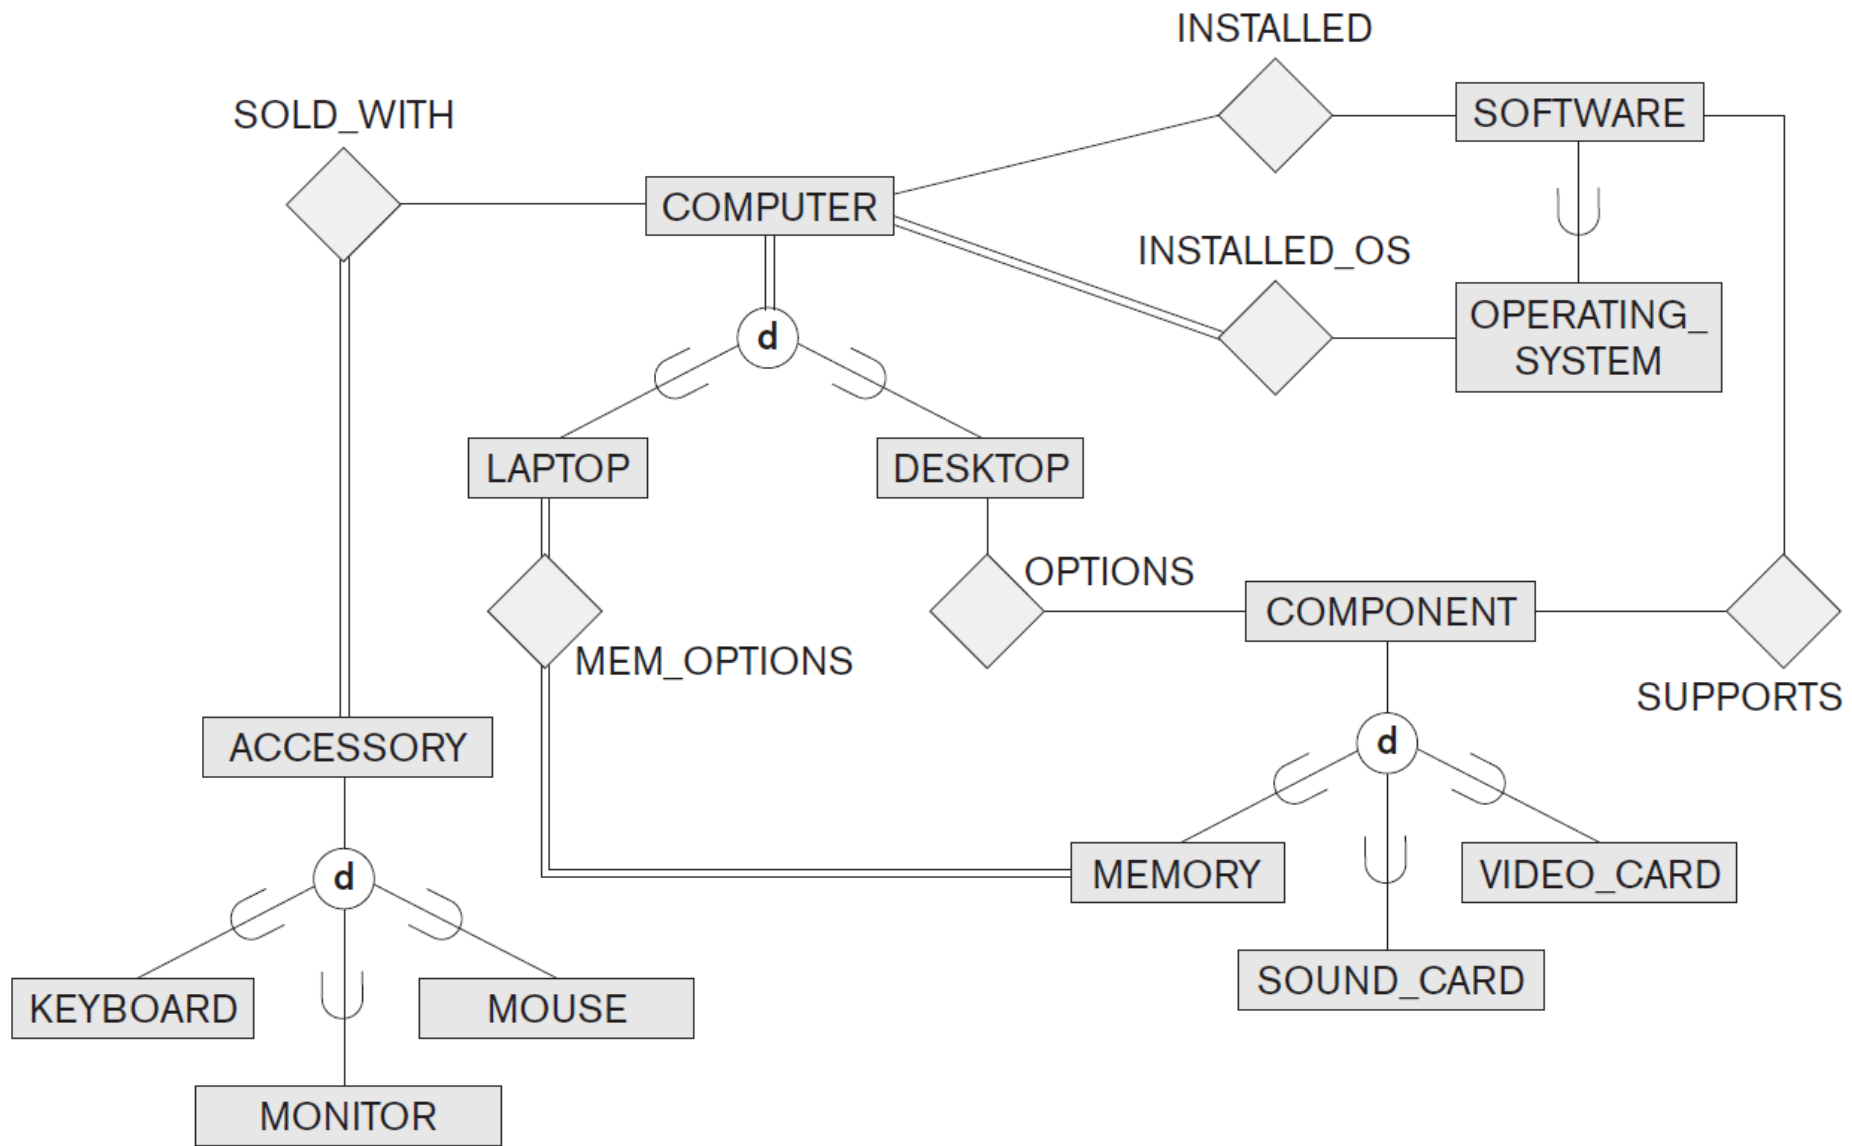 INSTALLED
SOLD_WITH
SOFTWARE
COMPUTER
INSTALLED_OS
OPERATING_
SYSTEM
d
LAPTOP
DESKTOP
OPTIONS
COMPONENT
MEM_OPTIONS
SUPPORTS
ACCESSORY
d
MEMORY
VIDEO_CARD
d
SOUND_CARD
KEYBOARD
MOUSE
MONITOR